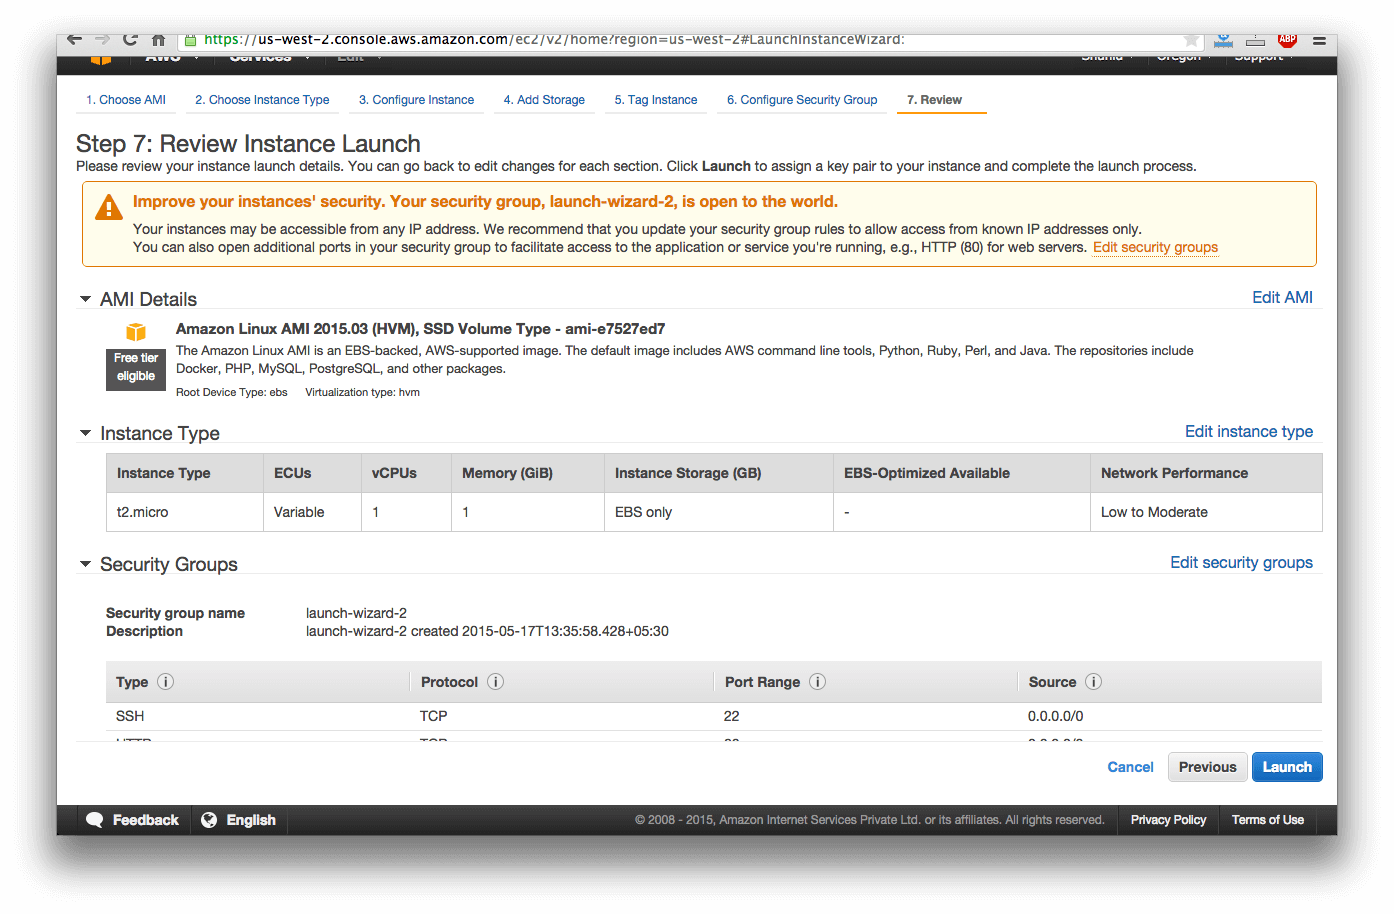 https://us-west-2.console.aws.amazon.com/ec2/v2/home?region=us-west-2#LaunchInstanceWizard:
ABP
AWS Services Edit Oregon Support
1. Choose AMI 2. Choose Instance Type 3. Configure Instance 4. Add Storage 5. Tag Instance 6. Configure Security Group 7. Review
Step 7: Review Instance Launch
Please review your instance launch details. You can go back to edit changes for each section. Click Launch to assign a key pair to your instance and complete the launch process.
Improve your instances' security. Your security group, launch-wizard-2, is open to the world.
Your instances may be accessible from any IP address. We recommend that you update your security group rules to allow access from known IP addresses only.
You can also open additional ports in your security group to facilitate access to the application or service you're running, e.g., HTTP (80) for web servers. Edit security groups
AMI Details Edit AMI
Amazon Linux AMI 2015.03 (HVM), SSD Volume Type - ami-e7527ed7
Free tier
eligible
The Amazon Linux AMI is an EBS-backed, AWS-supported image. The default image includes AWS command line tools, Python, Ruby, Perl, and Java. The repositories include
Docker, PHP, MySQL, PostgreSQL, and other packages.
Root Device Type: ebs Virtualization type: hvm
Instance Type Edit instance type
Instance Type ECUs vCPUs Memory (GiB) Instance Storage (GB) EBS-Optimized Available Network Performance
t2.micro Variable 1 1 EBS only - Low to Moderate
Security Groups Edit security groups
Security group name launch-wizard-2
Description launch-wizard-2 created 2015-05-17T13:35:58.428+05:30
Type Protocol Port Range Source
SSH TCP 22 0.0.0.0/0
HTTP TCP 80 0.0.0.0/0
Cancel Previous Launch
Feedback English © 2008 - 2015, Amazon Internet Services Private Ltd. or its affiliates. All rights reserved. Privacy Policy Terms of Use